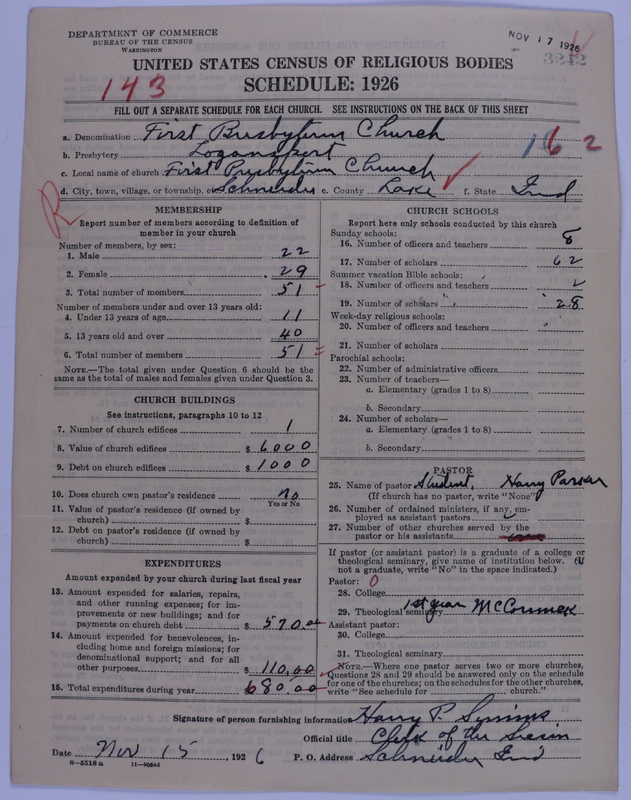 DEPARTMENT OF COMMERCE
BUREAU OF THE CENSUS
WASHINGTON
NOV 17 1926
3242
UNITED STATES CENSUS OF RELIGIOUS BODIES
143
SCHEDULE: 1926
FILL OUT A SEPARATE SCHEDULE FOR EACH CHURCH. SEE INSTRUCTIONS ON THE BACK OF THIS SHEET
a. Denomination First Presbyterian Church
b. Presbytery Logansport
1 6 2
c. Local name of church First Presbyterian Church
d. City, town, village, or township, Schneider e. County Lake f. State Ind
R
MEMBERSHIP
Report number of members according to definition of
member in your church
Number of members, by sex:
1. Male 22
2. Female 29
3. Total number of members 51
Number of members under and over 13 years old:
4. Under 13 years of age 11
5. 13 years old and over 40
6. Total number of members 51
NOTE.—The total given under Question 6 should be
same as the total of males and females given under Question 3.
CHURCH BUILDINGS
See instructions, paragraphs 10 to 12
7. Number of church edifices 1
8. Value of church edifices $ 6000
9. Debt on church edifices $ 1000
10. Does church own pastor's residence no
Yes or No
11. Value of pastor's residence (if owned by
church) $
12. Debt on pastor's residence (if owned by
church) $
EXPENDITURES
Amount expended by your church during last fiscal year
13. Amount expended for salaries, repairs,
and other running expenses; for im-
provements or new buildings; and for
payments on church debt $ 570.00
14. Amount expended for benevolences, in-
cluding home and foreign missions; for
denominational support; and for all
other purposes $ 110.00
15. Total expenditures during year $ 680.00
CHURCH SCHOOLS
Report here only schools conducted by this church
Sunday schools:
16. Number of officers and teachers 8
17. Number of scholars 62
Summer vacation Bible schools:
18. Number of officers and teachers
19. Number of scholars 28
Week-day religious schools:
20. Number of officers and teachers
21. Number of scholars
Parochial schools:
22. Number of administrative officers
23. Number of teachers—
a. Elementary (grades 1 to 8)
b. Secondary
24. Number of scholars—
a. Elementary (grades 1 to 8)
b. Secondary
PASTOR
25. Name of pastor Student, Harry Parker
(If church has no pastor, write "None")
26. Number of ordained ministers, if any, em-
ployed as assistant pastors
27. Number of other churches served by the
pastor or his assistants
If pastor (or assistant pastor) is a graduate of a college or
theological seminary, give name of institution below. (If
not a graduate, write "No" in the space indicated.)
Pastor: 0
28. College
29. Theological seminary 1st year McCormick
Assistant pastor:
30. College
31. Theological seminary
NOTE.—Where one pastor serves two or more churches,
Questions 28 and 29 should be answered only on the schedule
for one of the churches; on the schedules for the other churches,
write "See schedule for church."
Signature of person furnishing information Harry P. Symms
Official title Clerk of the Session
Date Nov 15, 1926 P. O. Address Schneider Ind
8-5518a 11-90646